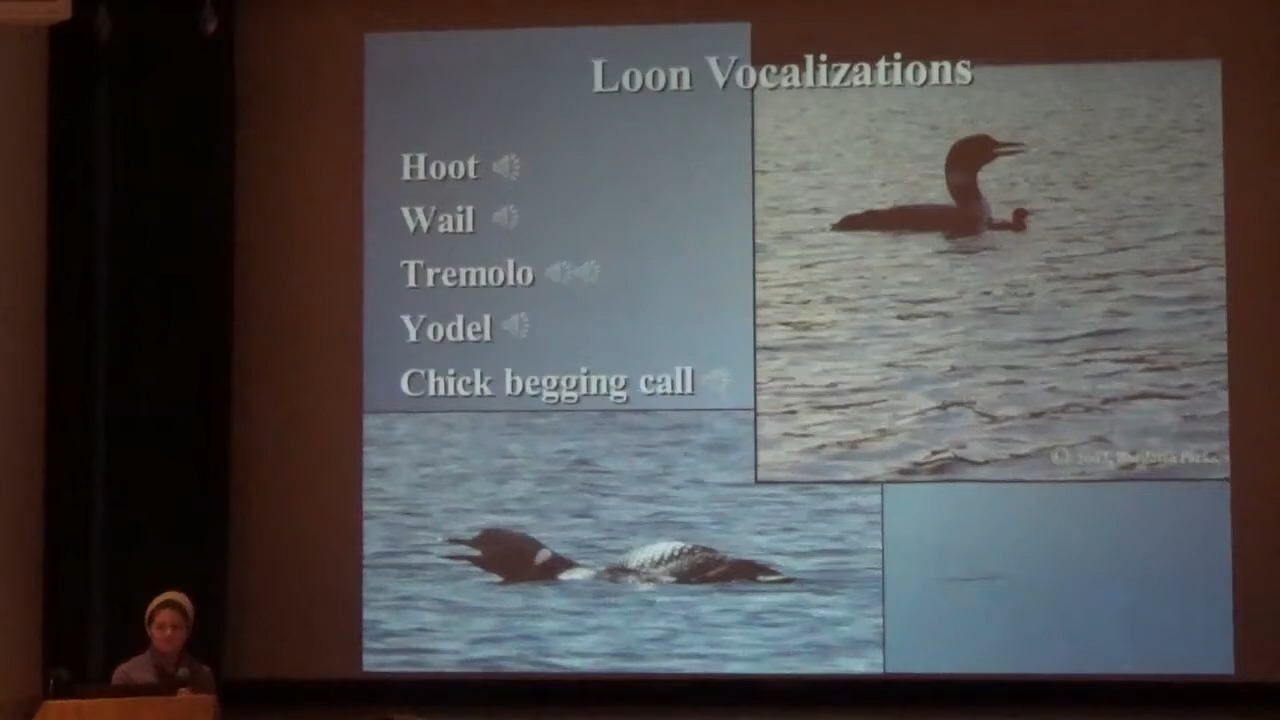 Loon Vocalizations
Hoot
Wail
Tremolo
Yodel
Chick begging call